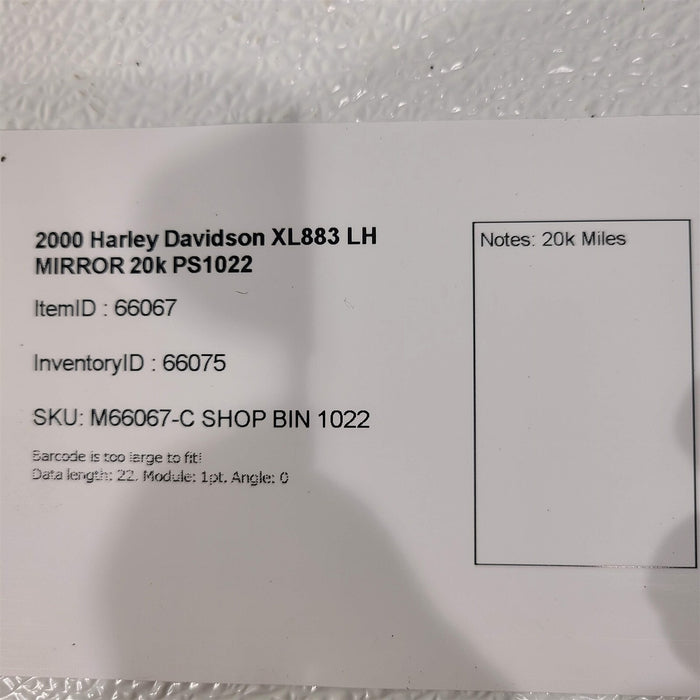 2000 Harley Davidson XL883 LH
MIRROR 20k PS1022
ItemID : 66067
InventoryID : 66075
SKU: M66067-C SHOP BIN 1022
Barcode is too large to fit!
Data length: 22, Module: 1pt, Angle: 0
Notes: 20k Miles